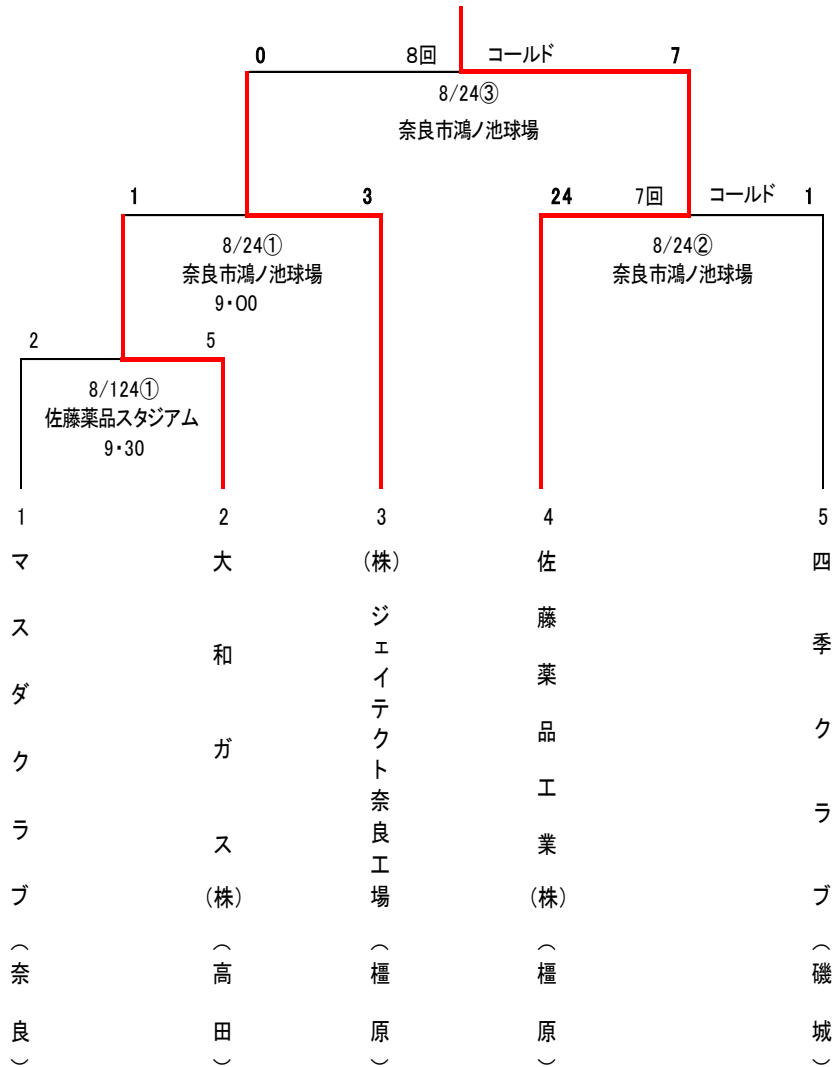 0 8回 コールド 7
8/24③
奈良市鴻ノ池球場
1 3 24 7回 コールド 1
8/24①
奈良市鴻ノ池球場
9・00
8/24②
奈良市鴻ノ池球場
2 5
8/124①
佐藤薬品スタジアム
9・30
1 2 3 4 5
マスダクラブ(奈良)
大和ガス(株)(高田)
(株)ジェイテクト奈良工場(橿原)
佐藤薬品工業(株)(橿原)
四季クラブ(磯城)